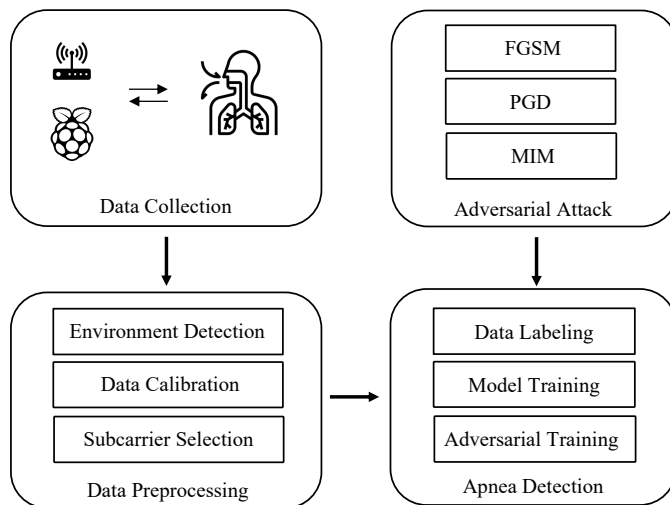 Data Collection
FGSM
PGD
MIM
Adversarial Attack
Environment Detection
Data Calibration
Subcarrier Selection
Data Preprocessing
Data Labeling
Model Training
Adversarial Training
Apnea Detection